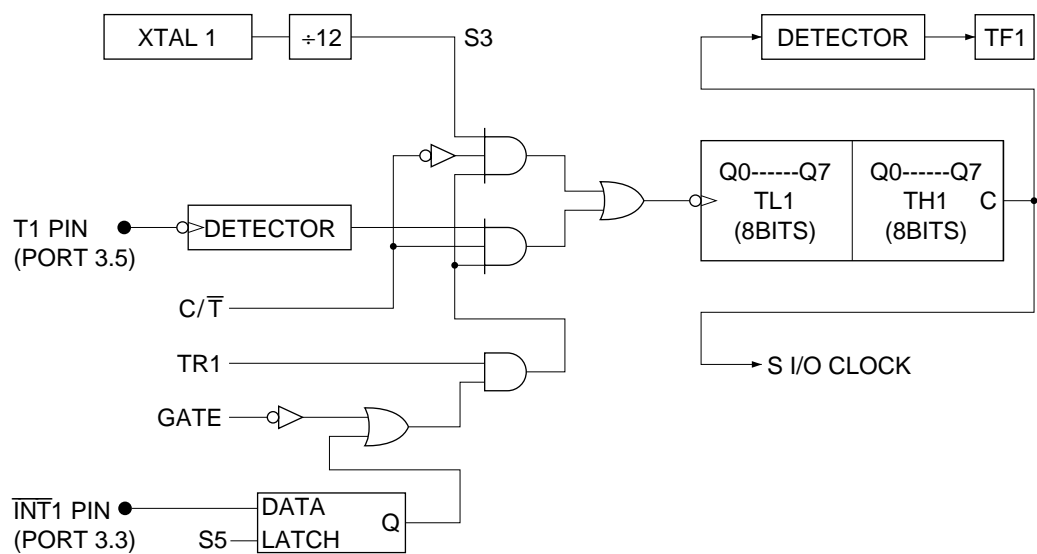 XTAL 1
÷12
S3
DETECTOR
TF1
Q0------Q7
TL1
(8BITS)
Q0------Q7
TH1
(8BITS)
C
T1 PIN
(PORT 3.5)
DETECTOR
C/T̅
TR1
S I/O CLOCK
GATE
I̅N̅T̅1 PIN
(PORT 3.3)
DATA
LATCH
Q
S5